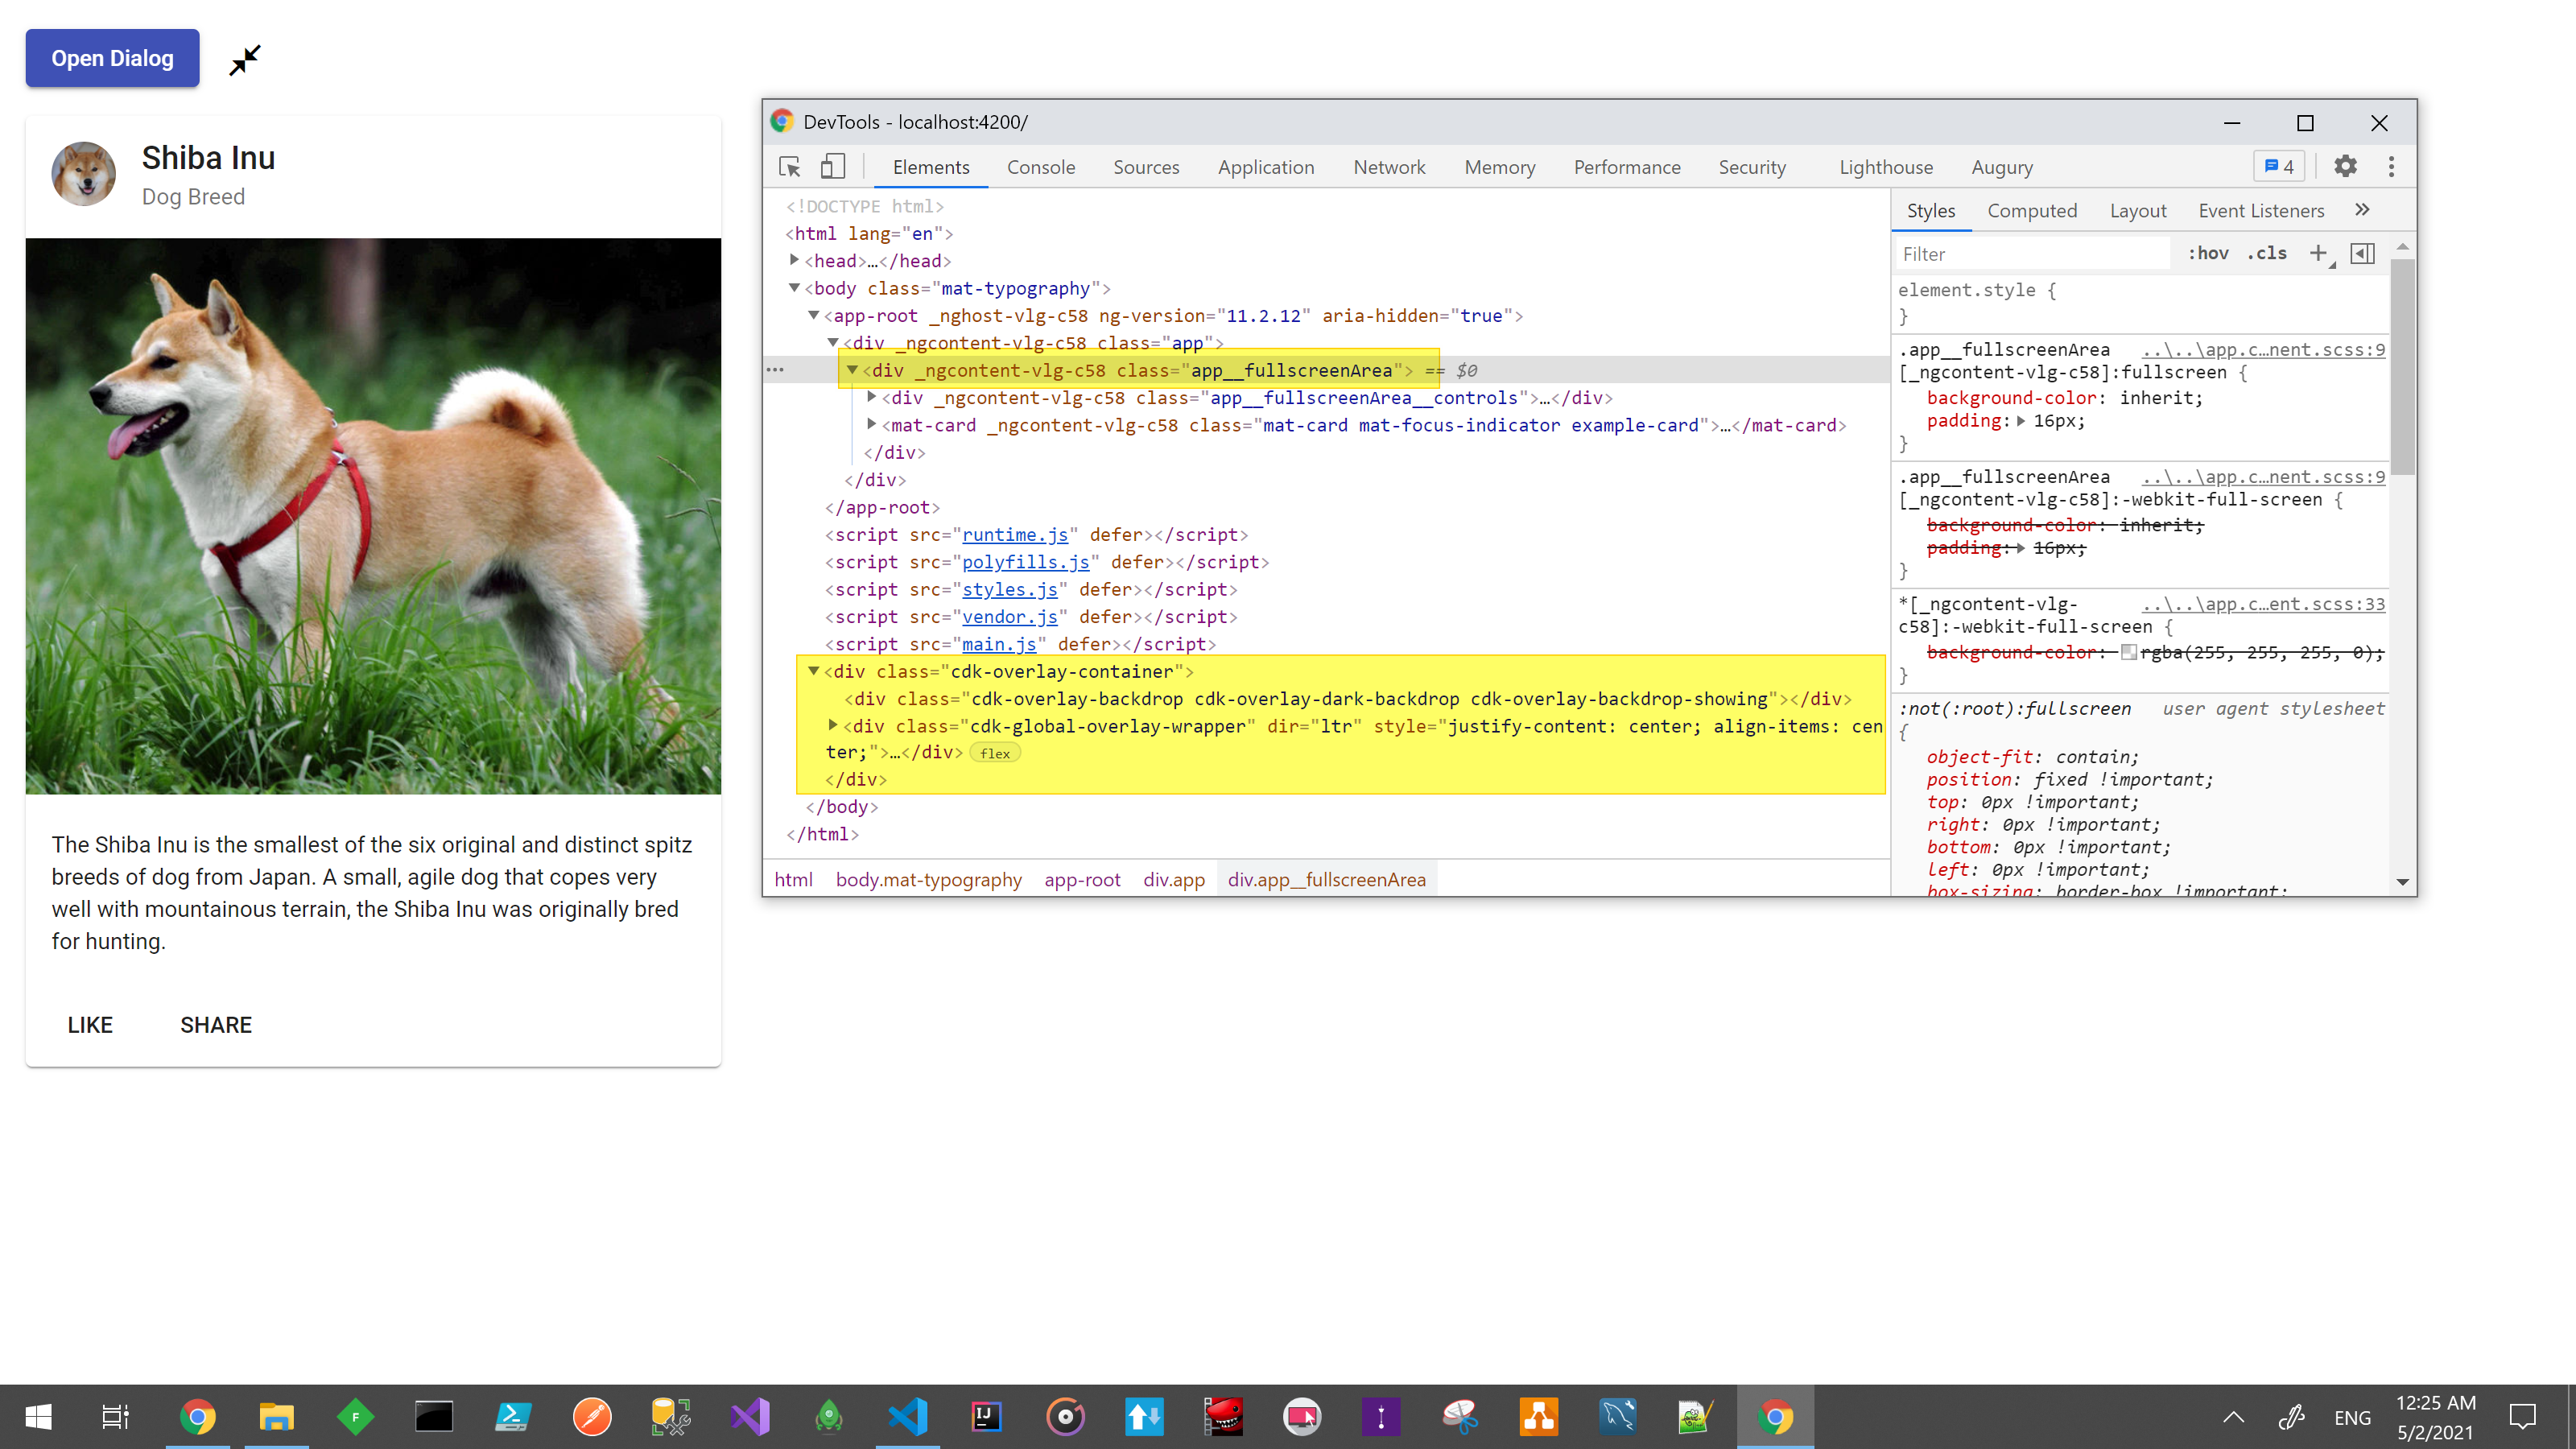 Open Dialog
Shiba Inu
Dog Breed
The Shiba Inu is the smallest of the six original and distinct spitz
breeds of dog from Japan. A small, agile dog that copes very
well with mountainous terrain, the Shiba Inu was originally bred
for hunting.
LIKE SHARE
DevTools - localhost:4200/
Elements Console Sources Application Network Memory Performance Security Lighthouse Augury 4
<!DOCTYPE html>
<html lang="en">
<head>…</head>
<body class="mat-typography">
<app-root _nghost-vlg-c58 ng-version="11.2.12" aria-hidden="true">
<div _ngcontent-vlg-c58 class="app">
<div _ngcontent-vlg-c58 class="app__fullscreenArea"> == $0
<div _ngcontent-vlg-c58 class="app__fullscreenArea__controls">…</div>
<mat-card _ngcontent-vlg-c58 class="mat-card mat-focus-indicator example-card">…</mat-card>
</div>
</div>
</app-root>
<script src="runtime.js" defer></script>
<script src="polyfills.js" defer></script>
<script src="styles.js" defer></script>
<script src="vendor.js" defer></script>
<script src="main.js" defer></script>
<div class="cdk-overlay-container">
<div class="cdk-overlay-backdrop cdk-overlay-dark-backdrop cdk-overlay-backdrop-showing"></div>
<div class="cdk-global-overlay-wrapper" dir="ltr" style="justify-content: center; align-items: cen
ter;">…</div> flex
</div>
</body>
</html>
html body.mat-typography app-root div.app div.app__fullscreenArea
Styles Computed Layout Event Listeners »
Filter :hov .cls +
element.style {
}
.app__fullscreenArea ..\..\app.c…nent.scss:9
[_ngcontent-vlg-c58]:fullscreen {
background-color: inherit;
padding: 16px;
}
.app__fullscreenArea ..\..\app.c…nent.scss:9
[_ngcontent-vlg-c58]:-webkit-full-screen {
background-color: inherit;
padding: 16px;
}
*[_ngcontent-vlg- ..\..\app.c…ent.scss:33
c58]:-webkit-full-screen {
background-color: rgba(255, 255, 255, 0);
}
:not(:root):fullscreen user agent stylesheet
{
object-fit: contain;
position: fixed !important;
top: 0px !important;
right: 0px !important;
bottom: 0px !important;
left: 0px !important;
box-sizing: border-box !important;
F
IJ
ENG
12:25 AM
5/2/2021